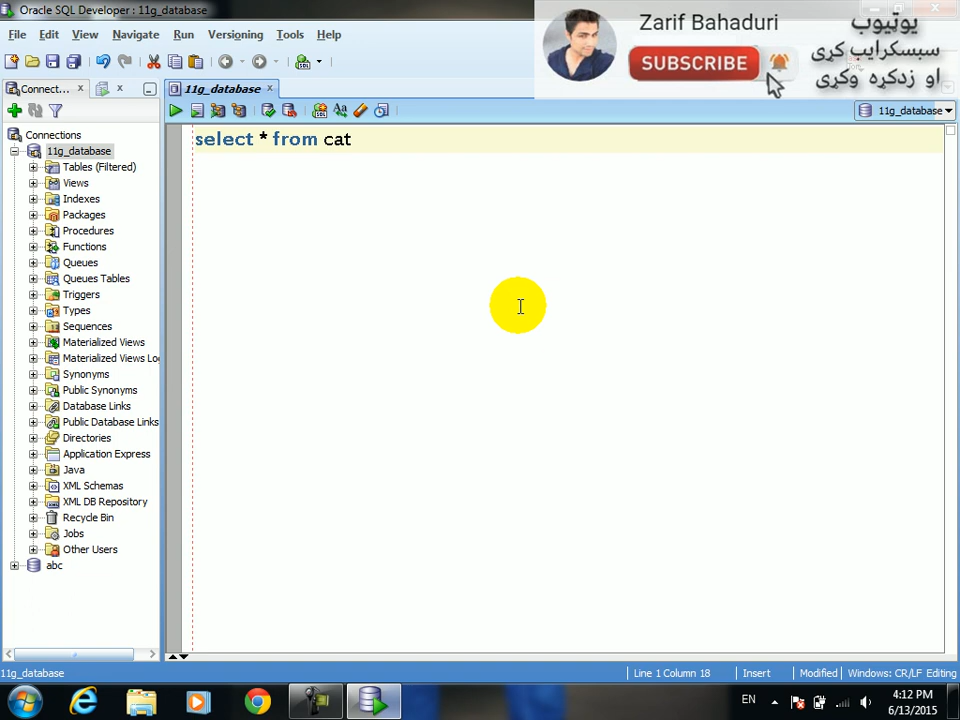 Oracle SQL Developer : 11g_database
File Edit View Navigate Run Versioning Tools Help
Zarif Bahaduri
SUBSCRIBE
یوټیوب
سبسکرایب کړی
او زدکړه وکړی
Connect...
11g_database
11g_database
select * from cat
Connections
11g_database
Tables (Filtered)
Views
Indexes
Packages
Procedures
Functions
Queues
Queues Tables
Triggers
Types
Sequences
Materialized Views
Materialized Views Lo
Synonyms
Public Synonyms
Database Links
Public Database Links
Directories
Application Express
Java
XML Schemas
XML DB Repository
Recycle Bin
Jobs
Other Users
abc
11g_database
Line 1 Column 18
Insert
Modified
Windows: CR/LF Editing
EN
4:12 PM
6/13/2015